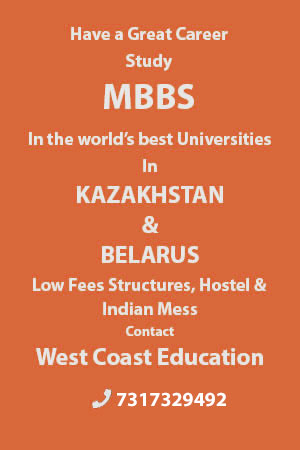 Have a Great Career
Study
MBBS
In the world's best Universities
In
KAZAKHSTAN
&
BELARUS
Low Fees Structures, Hostel &
Indian Mess
Contact
West Coast Education
7317329492